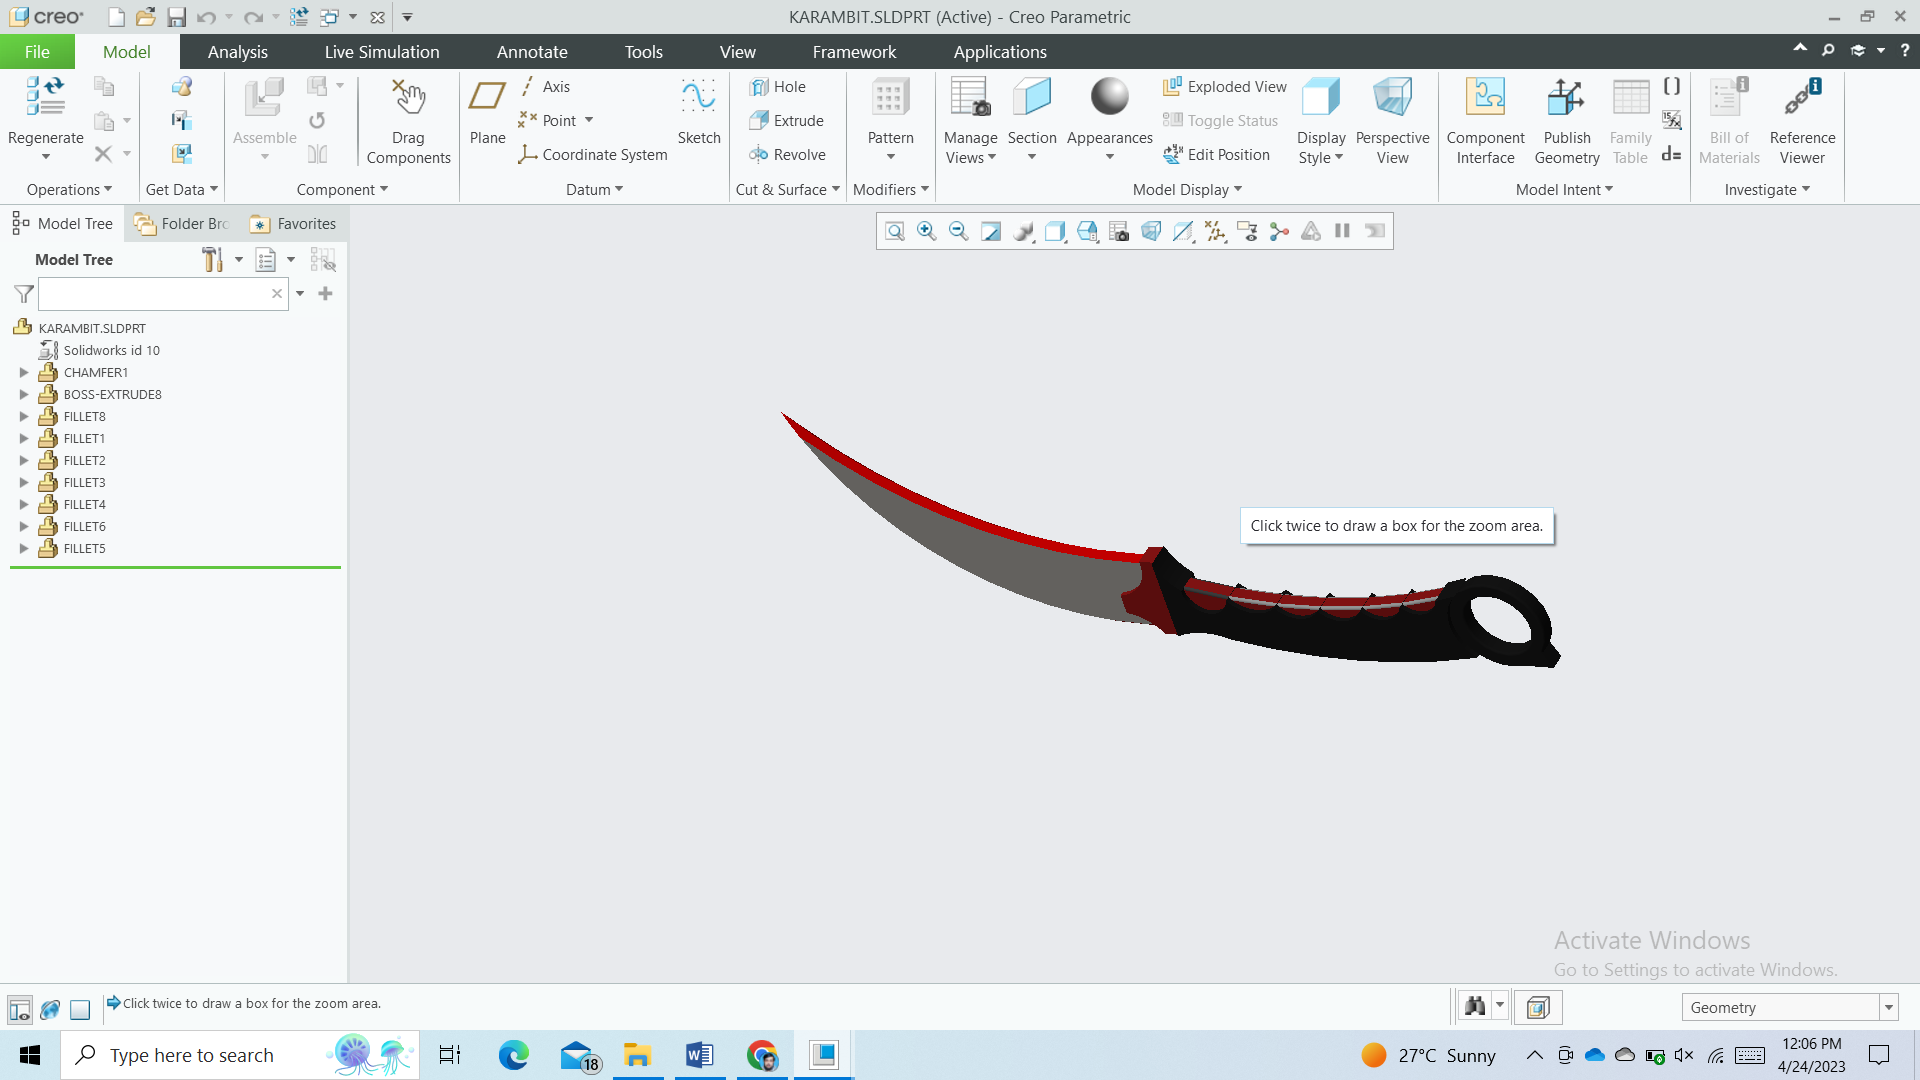 creo
KARAMBIT.SLDPRT (Active) - Creo Parametric
File Model Analysis Live Simulation Annotate Tools View Framework Applications
Regenerate
Operations
Get Data
Assemble
Drag Components
Component
Plane
Axis
Point
Coordinate System
Sketch
Datum
Hole
Extrude
Revolve
Cut & Surface
Pattern
Modifiers
Manage Views
Section
Appearances
Exploded View
Toggle Status
Edit Position
Display Style
Perspective View
Model Display
Component Interface
Publish Geometry
Family Table
d=
Model Intent
Bill of Materials
Reference Viewer
Investigate
Model Tree Folder Bro Favorites
Model Tree
KARAMBIT.SLDPRT
Solidworks id 10
CHAMFER1
BOSS-EXTRUDE8
FILLET8
FILLET1
FILLET2
FILLET3
FILLET4
FILLET6
FILLET5
Click twice to draw a box for the zoom area.
Activate Windows
Go to Settings to activate Windows.
Click twice to draw a box for the zoom area.
Geometry
Type here to search
18
27°C Sunny
12:06 PM
4/24/2023